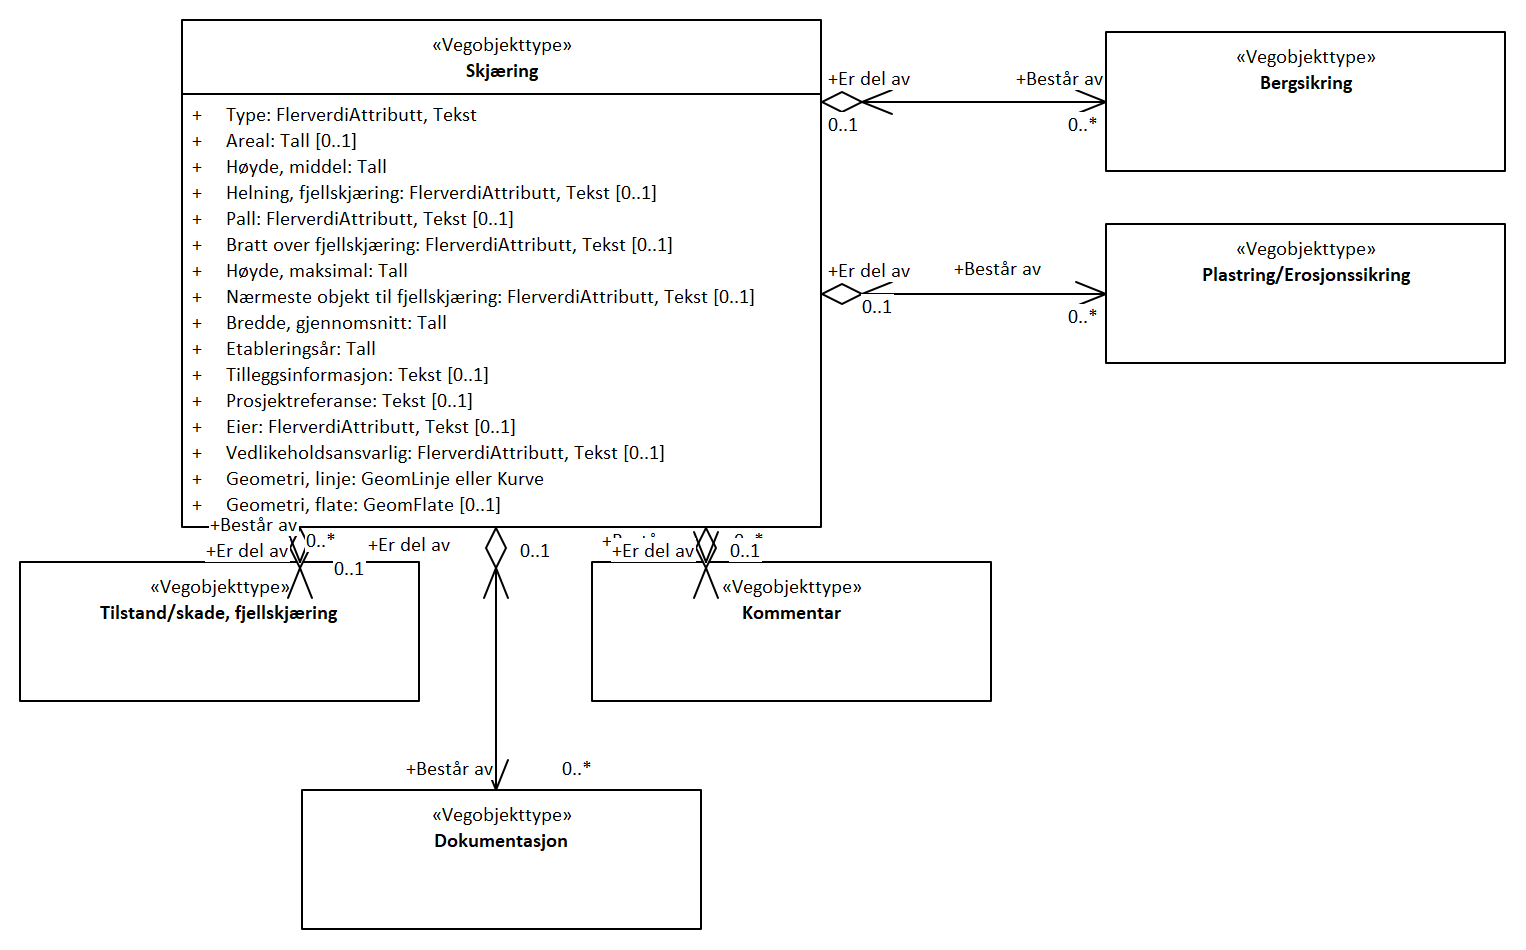 «Vegobjekttype»
Skjæring
+ Type: FlerverdiAttributt, Tekst
+ Areal: Tall [0..1]
+ Høyde, middel: Tall
+ Helning, fjellskjæring: FlerverdiAttributt, Tekst [0..1]
+ Pall: FlerverdiAttributt, Tekst [0..1]
+ Bratt over fjellskjæring: FlerverdiAttributt, Tekst [0..1]
+ Høyde, maksimal: Tall
+ Nærmeste objekt til fjellskjæring: FlerverdiAttributt, Tekst [0..1]
+ Bredde, gjennomsnitt: Tall
+ Etableringsår: Tall
+ Tilleggsinformasjon: Tekst [0..1]
+ Prosjektreferanse: Tekst [0..1]
+ Eier: FlerverdiAttributt, Tekst [0..1]
+ Vedlikeholdsansvarlig: FlerverdiAttributt, Tekst [0..1]
+ Geometri, linje: GeomLinje eller Kurve
+ Geometri, flate: GeomFlate [0..1]
+Er del av
+Består av
0..1
0..*
«Vegobjekttype»
Bergsikring
+Er del av
+Består av
0..1
0..*
«Vegobjekttype»
Plastring/Erosjonssikring
+Består av
0..*
+Er del av
0..1
«Vegobjekttype»
Tilstand/skade, fjellskjæring
+Er del av
0..1
+Består av
0..*
«Vegobjekttype»
Dokumentasjon
+Er del av
0..1
«Vegobjekttype»
Kommentar